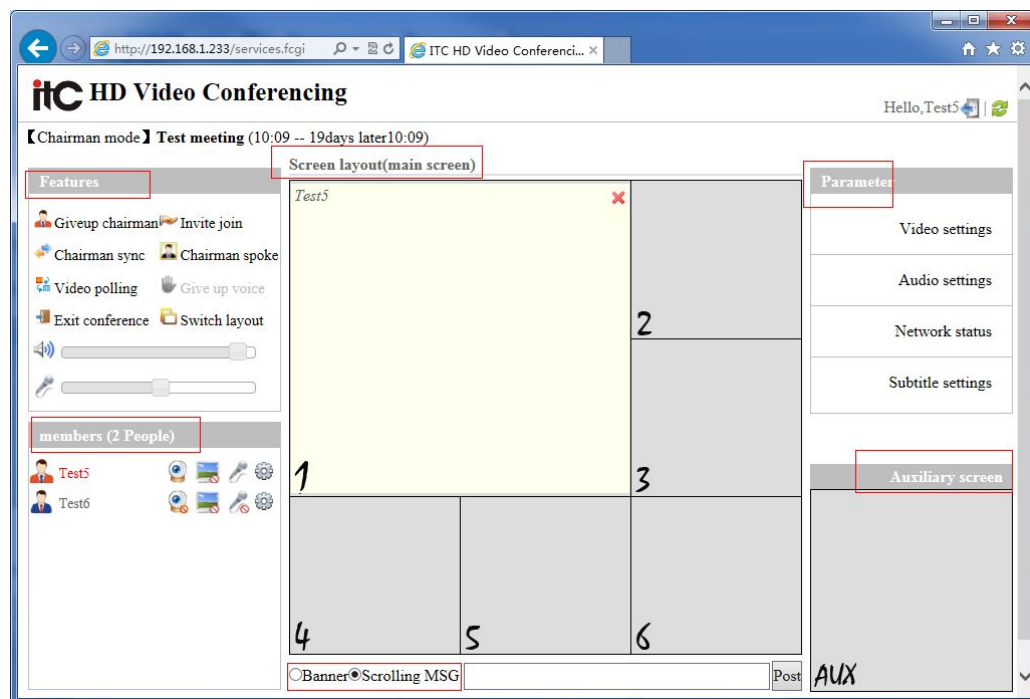 http://192.168.1.233/services.fcgi
ITC HD Video Conferenci...
itC HD Video Conferencing
Hello,Test5 |
【Chairman mode】Test meeting (10:09 -- 19days later10:09)
Features
Giveup chairman Invite join
Chairman sync Chairman spoke
Video polling Give up voice
Exit conference Switch layout
members (2 People)
Test5
Test6
Screen layout(main screen)
Test5
1
2
3
4
5
6
Banner Scrolling MSG
Post
Parameter
Video settings
Audio settings
Network status
Subtitle settings
Auxiliary screen
AUX